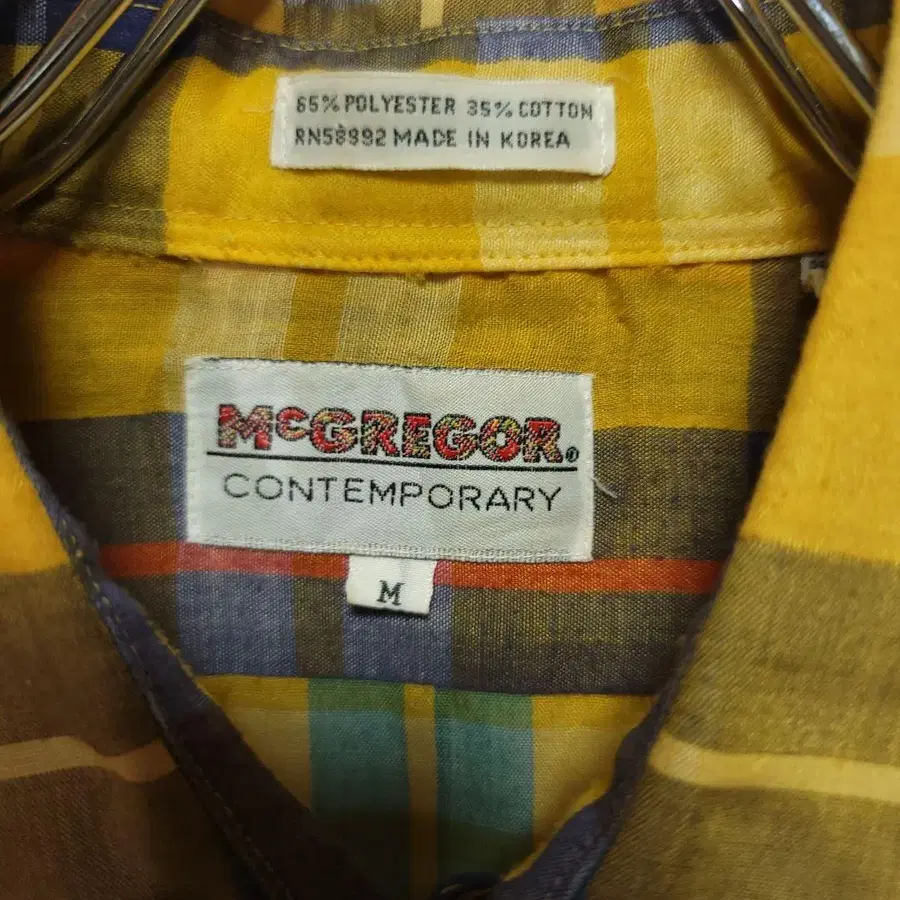 65% POLYESTER 35% COTTON
RN58992 MADE IN KOREA
McGREGOR®
CONTEMPORARY
M